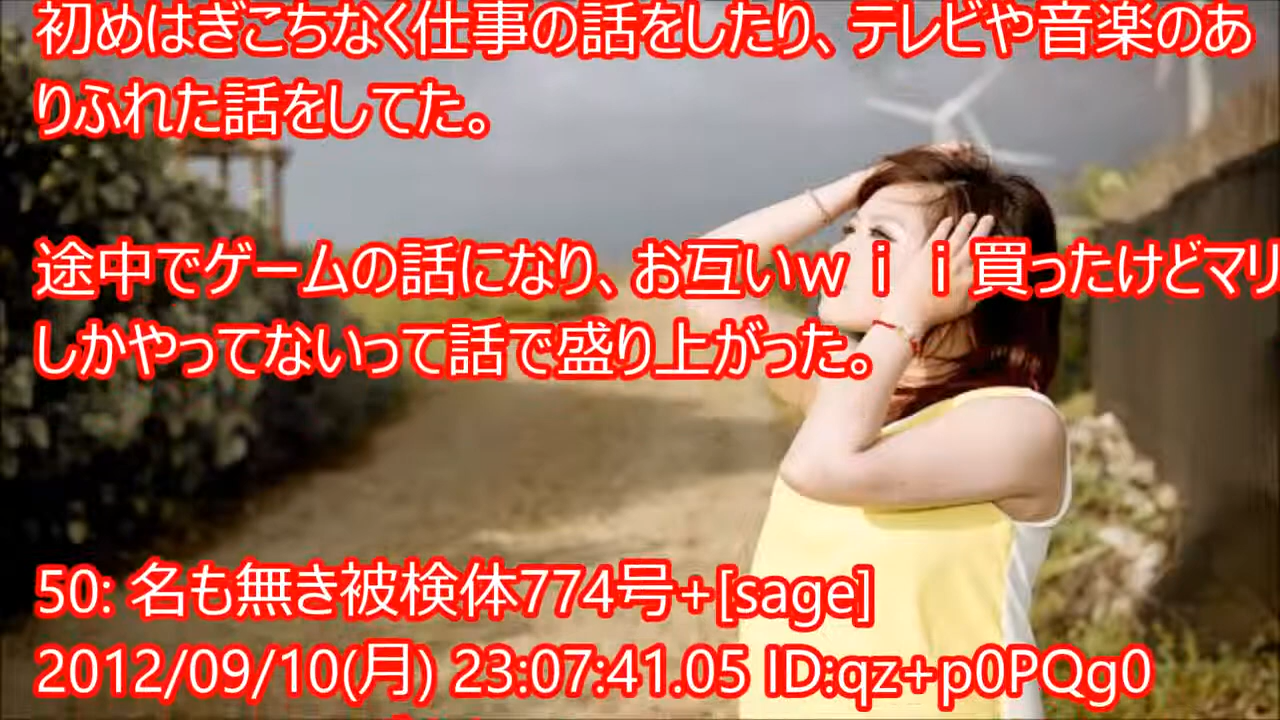 初めはぎこちなく仕事の話をしたり、テレビや音楽のあ
りふれた話をしてた。
途中でゲームの話になり、お互いｗｉｉ買ったけどマリ
しかやってないって話で盛り上がった。
50: 名も無き被検体774号+[sage]
2012/09/10(月) 23:07:41.05 ID:qz+p0PQg0